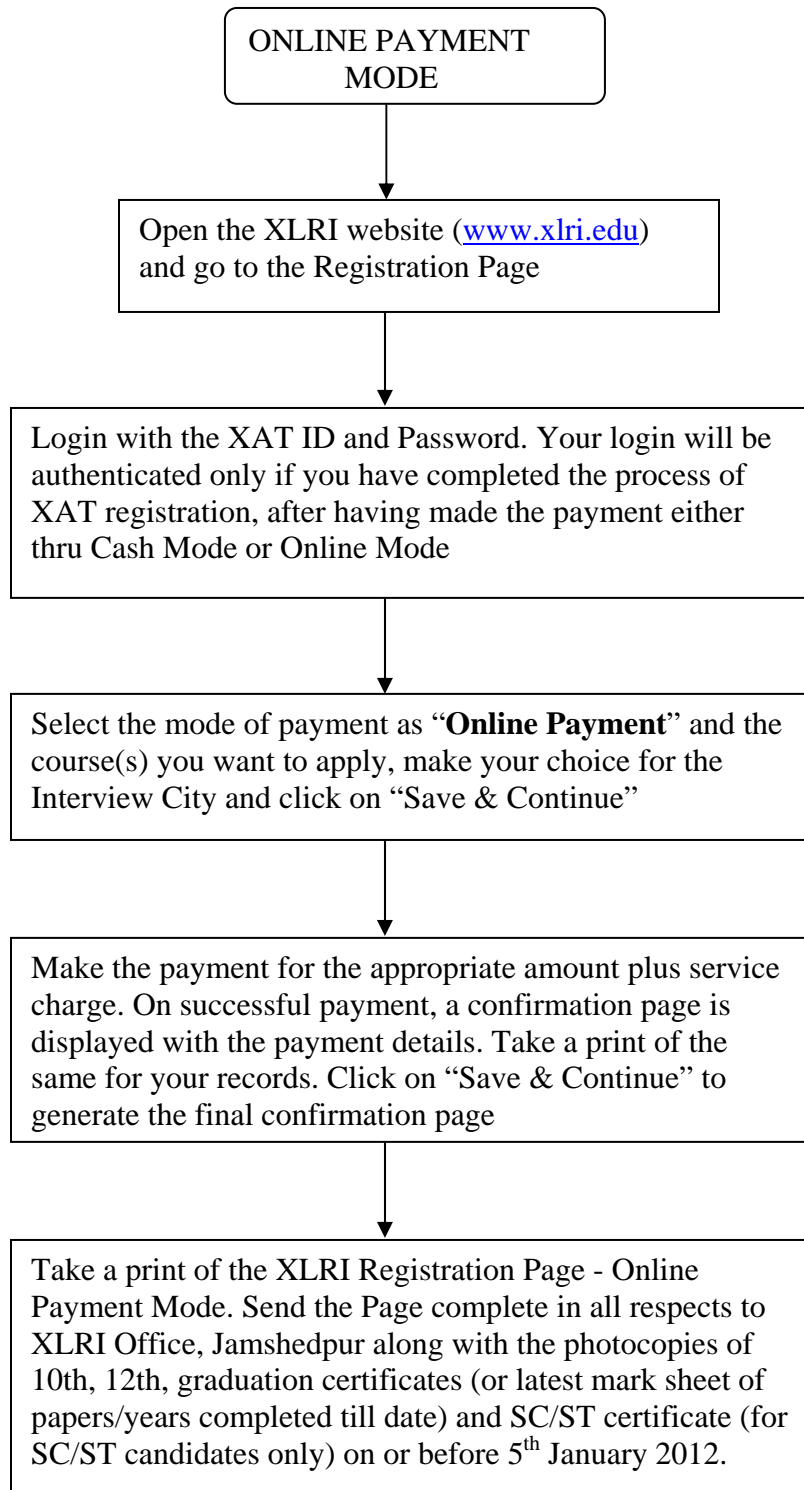 ONLINE PAYMENT
MODE
Open the XLRI website (www.xlri.edu)
and go to the Registration Page
Login with the XAT ID and Password. Your login will be
authenticated only if you have completed the process of
XAT registration, after having made the payment either
thru Cash Mode or Online Mode
Select the mode of payment as “Online Payment” and the
course(s) you want to apply, make your choice for the
Interview City and click on “Save & Continue”
Make the payment for the appropriate amount plus service
charge. On successful payment, a confirmation page is
displayed with the payment details. Take a print of the
same for your records. Click on “Save & Continue” to
generate the final confirmation page
Take a print of the XLRI Registration Page - Online
Payment Mode. Send the Page complete in all respects to
XLRI Office, Jamshedpur along with the photocopies of
10th, 12th, graduation certificates (or latest mark sheet of
papers/years completed till date) and SC/ST certificate (for
SC/ST candidates only) on or before 5th January 2012.